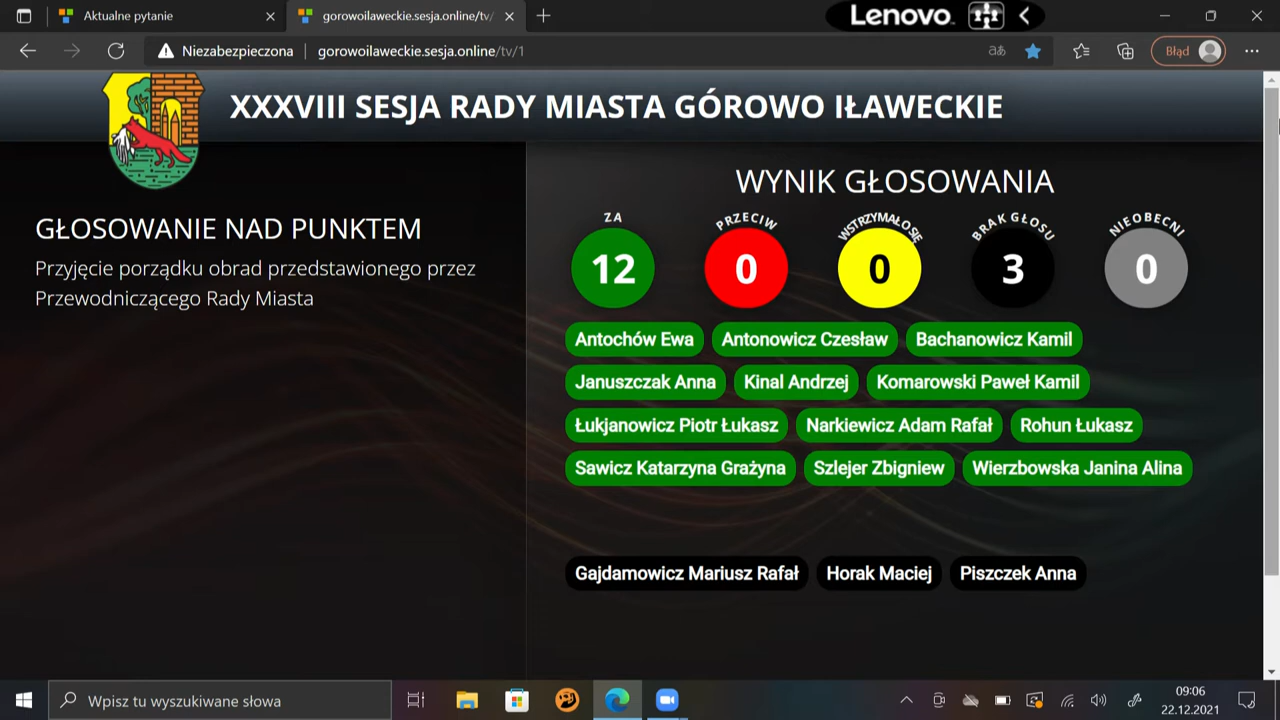 Aktualne pytanie
gorowoilaweckie.sesja.online/tv/
Lenovo
Niezabezpieczona
gorowoilaweckie.sesja.online/tv/1
Błąd
XXXVIII SESJA RADY MIASTA GÓROWO IŁAWECKIE
GŁOSOWANIE NAD PUNKTEM
Przyjęcie porządku obrad przedstawionego przez
Przewodniczącego Rady Miasta
WYNIK GŁOSOWANIA
ZA PRZECIW WSTRZYMAŁO SIĘ BRAK GŁOSU NIEOBECNI
12 0 0 3 0
Antochów Ewa Antonowicz Czesław Bachanowicz Kamil
Januszczak Anna Kinal Andrzej Komarowski Paweł Kamil
Łukjanowicz Piotr Łukasz Narkiewicz Adam Rafał Rohun Łukasz
Sawicz Katarzyna Grażyna Szlejer Zbigniew Wierzbowska Janina Alina
Gajdamowicz Mariusz Rafał Horak Maciej Piszczek Anna
Wpisz tu wyszukiwane słowa
09:06
22.12.2021